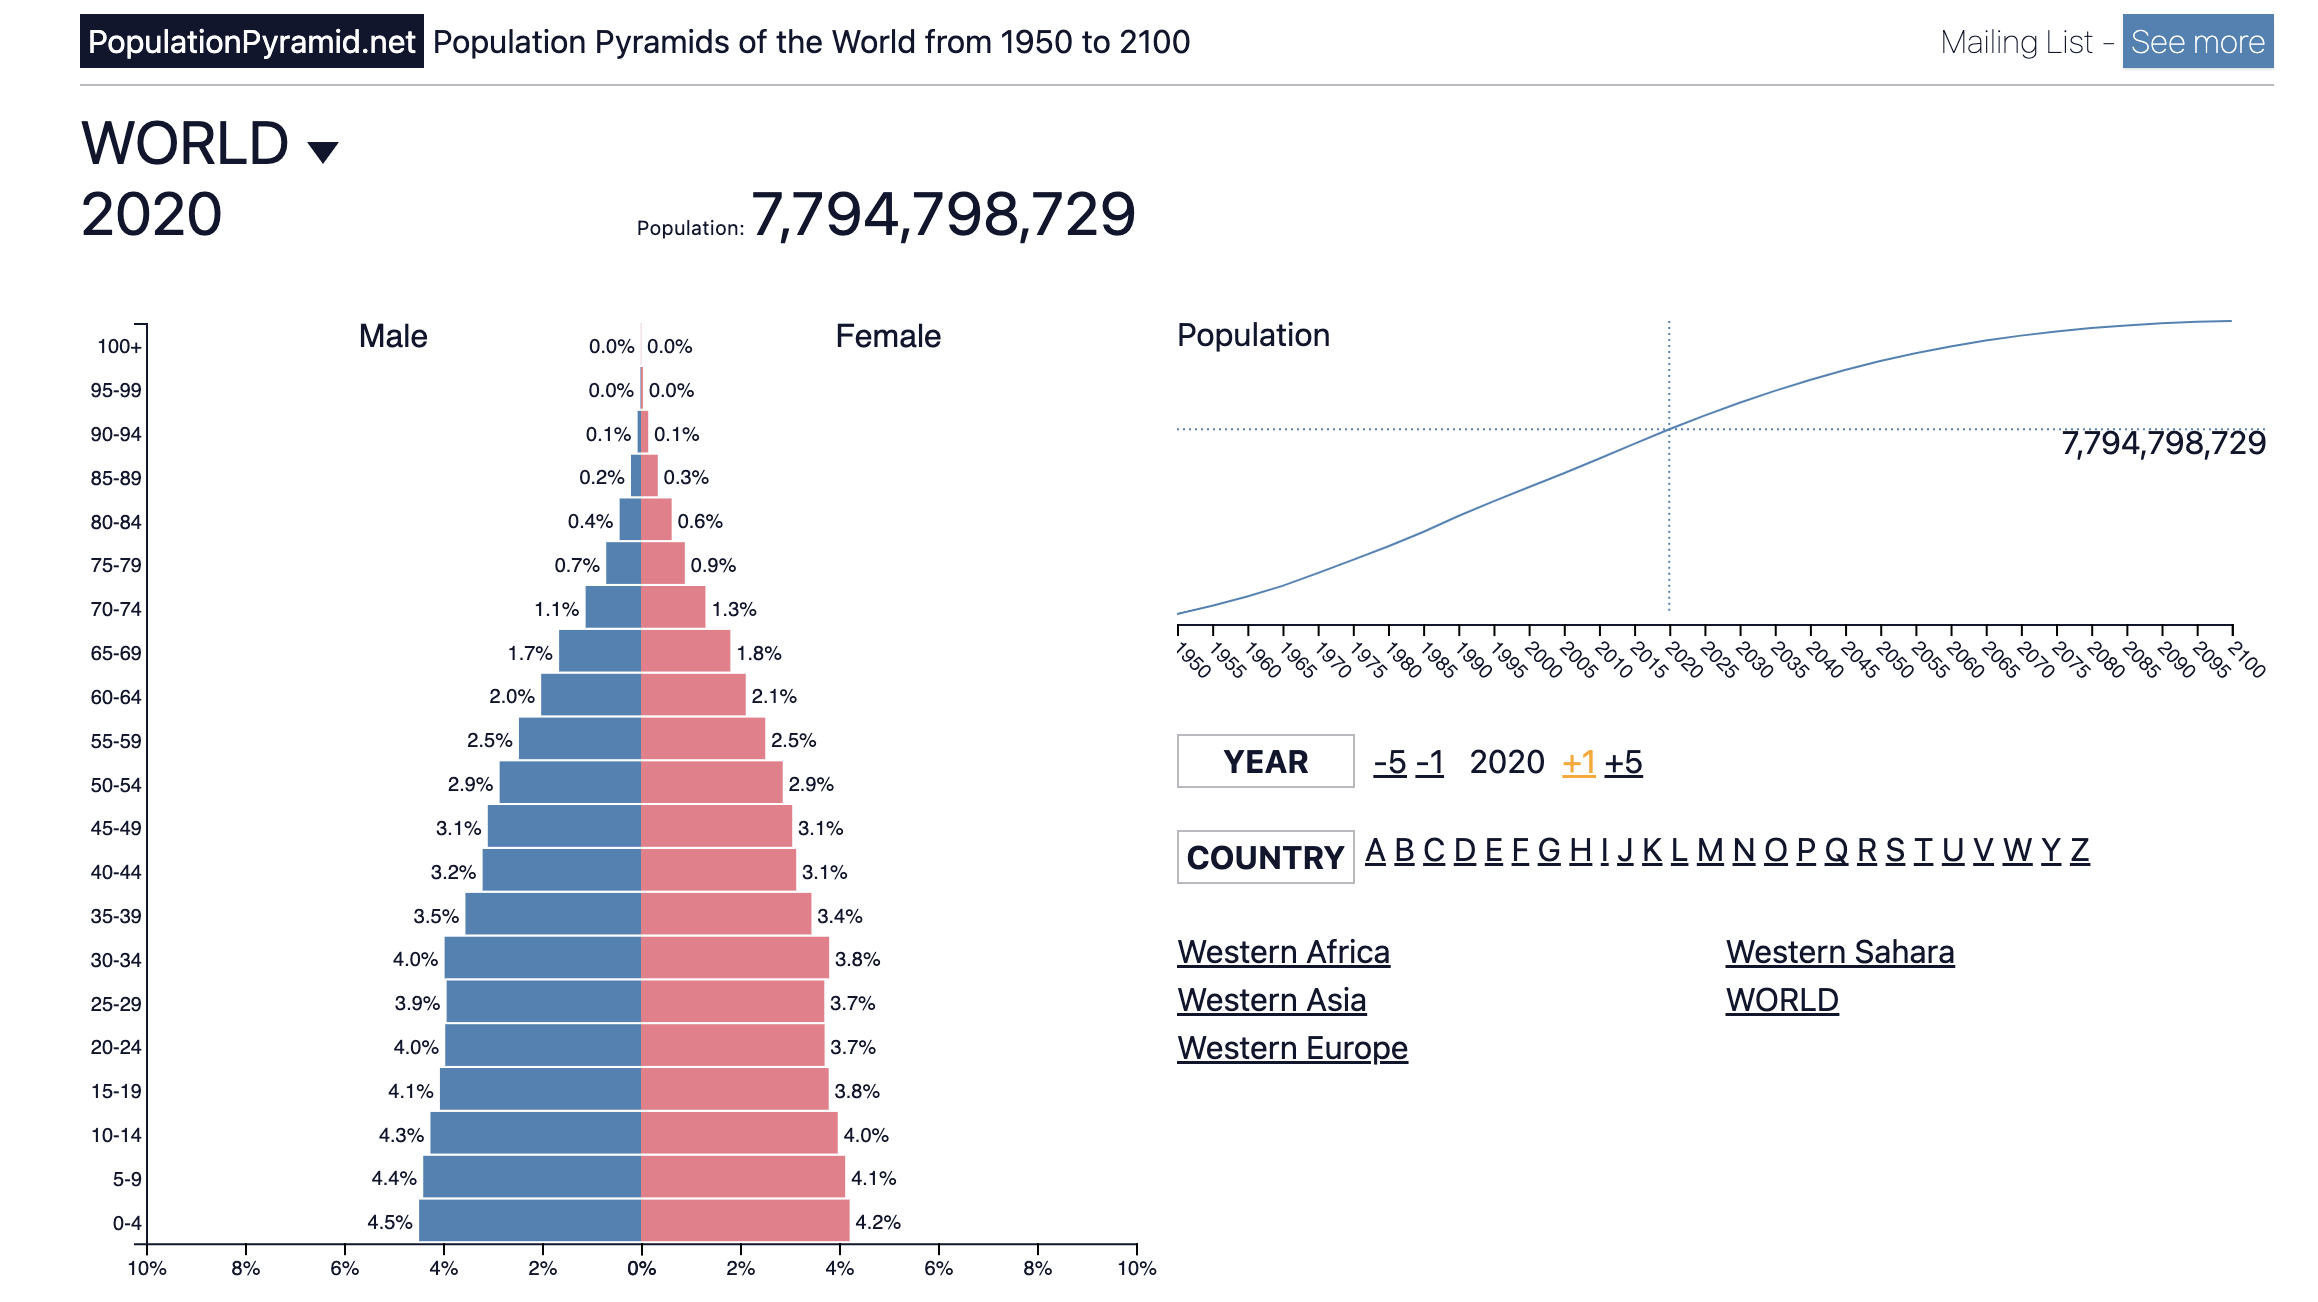 PopulationPyramid.net Population Pyramids of the World from 1950 to 2100
Mailing List - See more
WORLD
2020
Population: 7,794,798,729
Male Female
100+ 0.0% 0.0%
95-99 0.0% 0.0%
90-94 0.1% 0.1%
85-89 0.2% 0.3%
80-84 0.4% 0.6%
75-79 0.7% 0.9%
70-74 1.1% 1.3%
65-69 1.7% 1.8%
60-64 2.0% 2.1%
55-59 2.5% 2.5%
50-54 2.9% 2.9%
45-49 3.1% 3.1%
40-44 3.2% 3.1%
35-39 3.5% 3.4%
30-34 4.0% 3.8%
25-29 3.9% 3.7%
20-24 4.0% 3.7%
15-19 4.1% 3.8%
10-14 4.3% 4.0%
5-9 4.4% 4.1%
0-4 4.5% 4.2%
10% 8% 6% 4% 2% 0% 2% 4% 6% 8% 10%
Population
7,794,798,729
1950 1955 1960 1965 1970 1975 1980 1985 1990 1995 2000 2005 2010 2015 2020 2025 2030 2035 2040 2045 2050 2055 2060 2065 2070 2075 2080 2085 2090 2095 2100
YEAR -5 -1 2020 +1 +5
COUNTRY A B C D E F G H I J K L M N O P Q R S T U V W Y Z
Western Africa
Western Asia
Western Europe
Western Sahara
WORLD